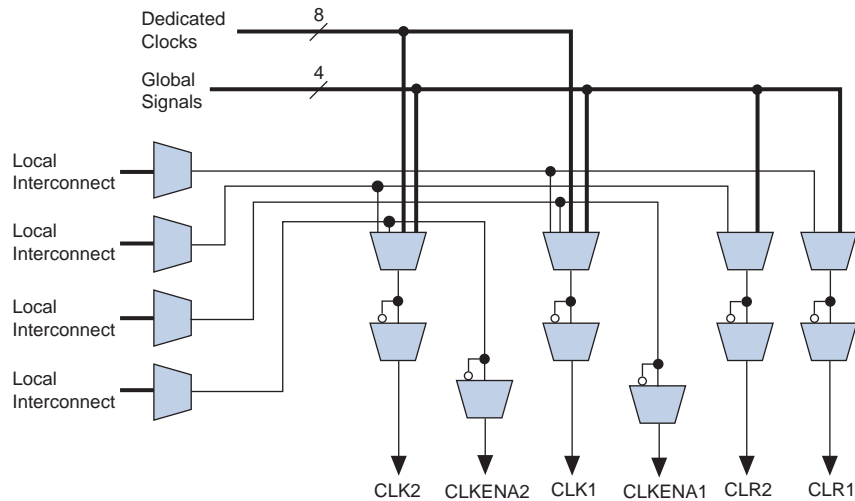 Dedicated
Clocks
8
Global
Signals
4
Local
Interconnect
Local
Interconnect
Local
Interconnect
Local
Interconnect
CLK2 CLKENA2 CLK1 CLKENA1 CLR2 CLR1